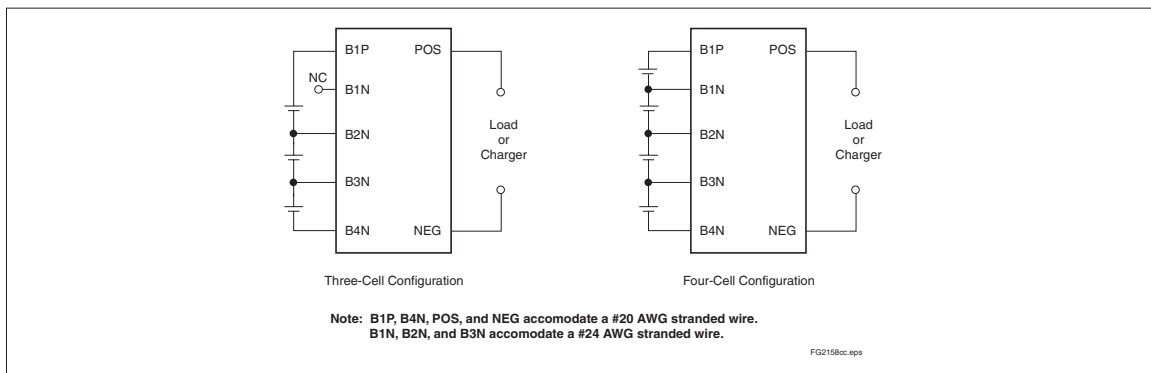 B1P POS
NC
B1N
B2N
Load
or
Charger
B3N
B4N NEG
Three-Cell Configuration
B1P POS
B1N
B2N
Load
or
Charger
B3N
B4N NEG
Four-Cell Configuration
Note: B1P, B4N, POS, and NEG accomodate a #20 AWG stranded wire.
B1N, B2N, and B3N accomodate a #24 AWG stranded wire.
FG2158cc.eps